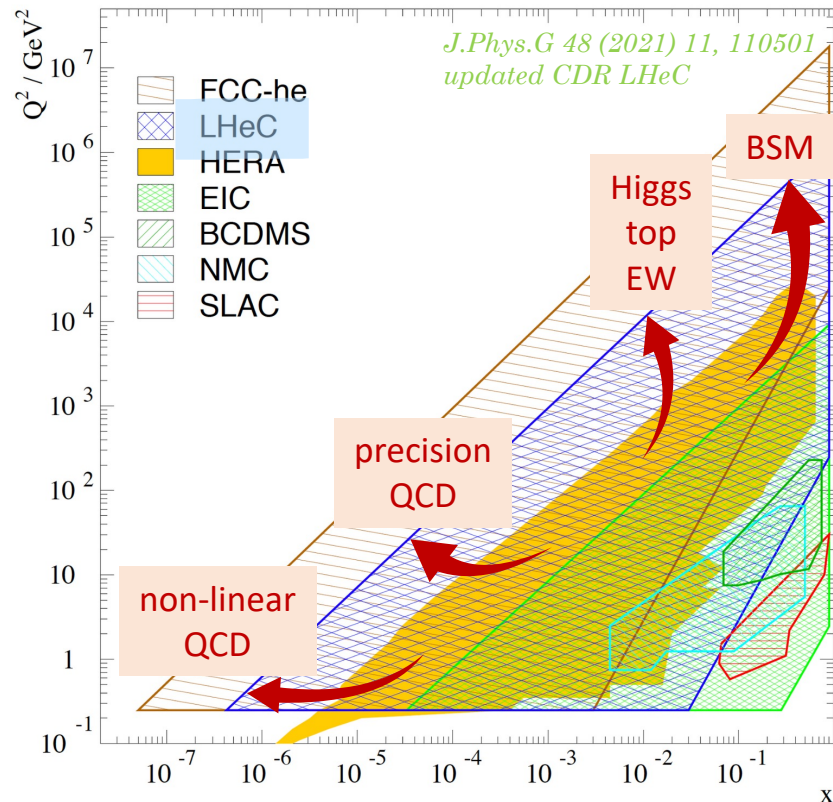 J.Phys.G 48 (2021) 11, 110501
updated CDR LHeC
Q² / GeV²
10⁷
10⁶
10⁵
10⁴
10³
10²
10
1
10⁻¹
FCC-he
LHeC
HERA
EIC
BCDMS
NMC
SLAC
BSM
Higgs
top
EW
precision
QCD
non-linear
QCD
10⁻⁷
10⁻⁶
10⁻⁵
10⁻⁴
10⁻³
10⁻²
10⁻¹
x